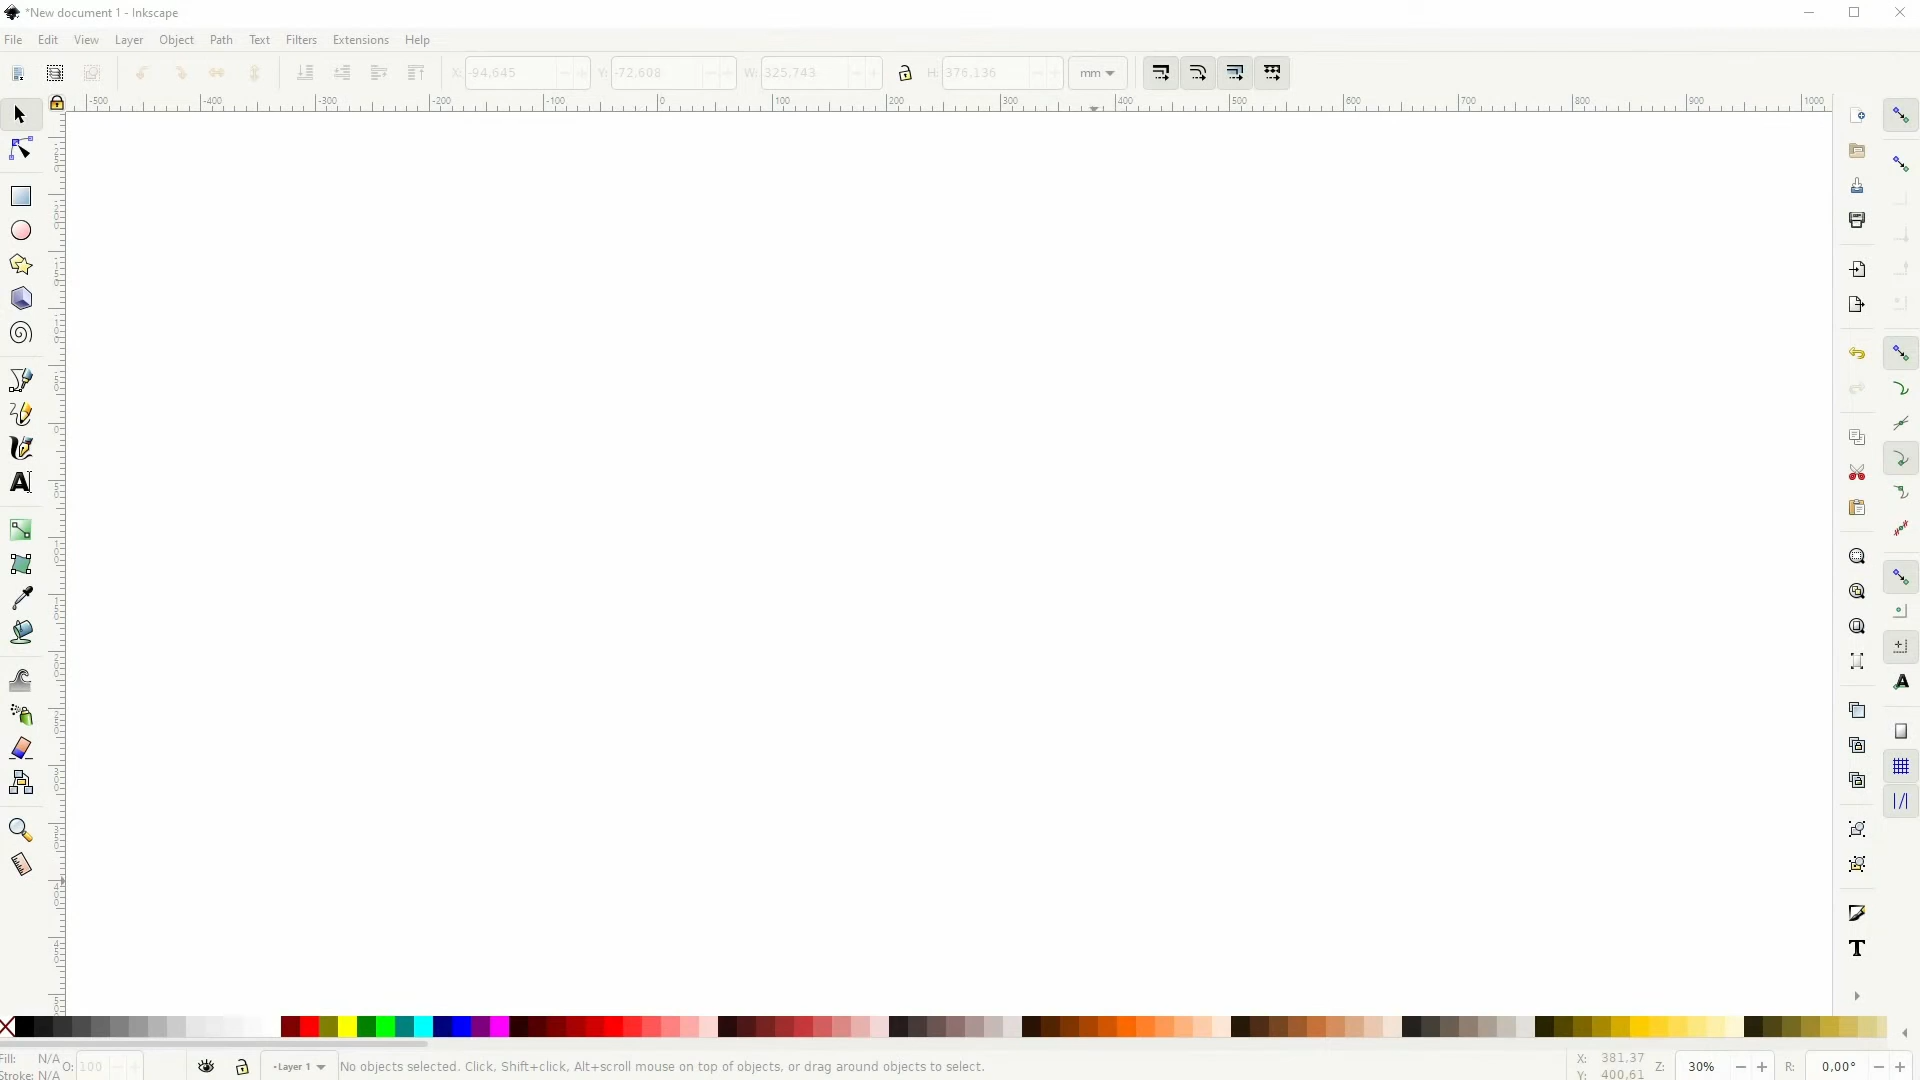 *New document 1 - Inkscape
File Edit View Layer Object Path Text Filters Extensions Help
X: -94,645 Y: -72,608 W: 325,743 H: 376,136 mm
-500 -400 -300 -200 -100 0 100 200 300 400 500 600 700 800 900 1000
Fill: N/A O: 100 -Layer 1 No objects selected. Click, Shift+click, Alt+scroll mouse on top of objects, or drag around objects to select. X: 381,37 Z: 30% R: 0,00°
Stroke: N/A Y: 400,61